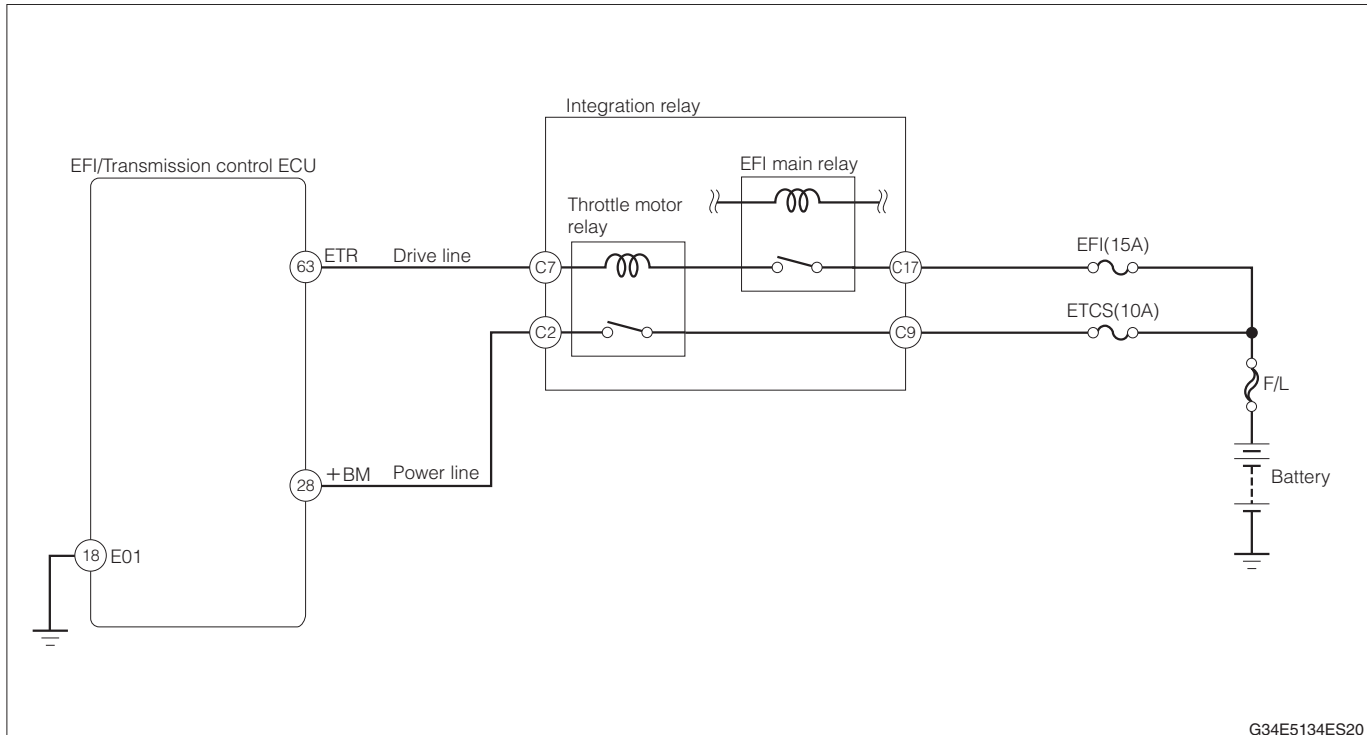 Integration relay
EFI/Transmission control ECU
EFI main relay
Throttle motor
relay
63 ETR Drive line C7 C17 EFI(15A)
C2 C9 ETCS(10A)
F/L
28 +BM Power line
Battery
18 E01
G34E5134ES20